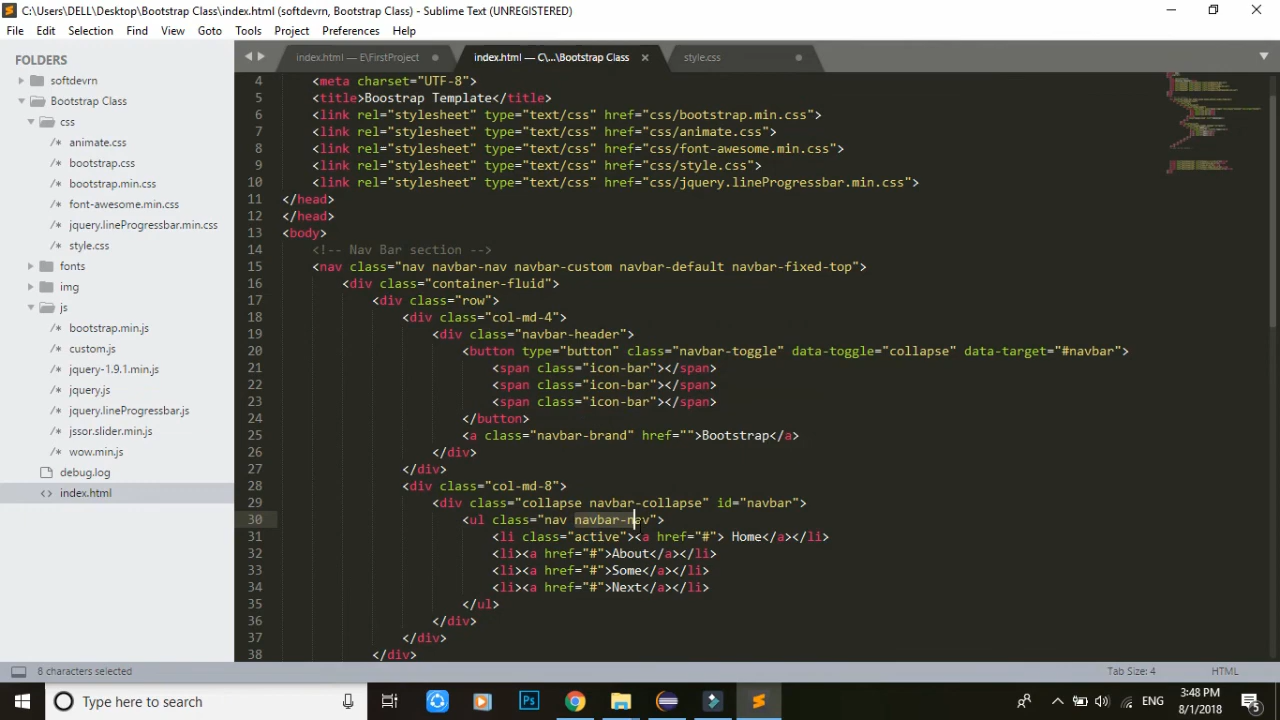 C:\Users\DELL\Desktop\Bootstrap Class\index.html (softdevrn, Bootstrap Class) - Sublime Text (UNREGISTERED)
File Edit Selection Find View Goto Tools Project Preferences Help
FOLDERS
softdevrn
Bootstrap Class
css
animate.css
bootstrap.css
bootstrap.min.css
font-awesome.min.css
jquery.lineProgressbar.min.css
style.css
fonts
img
js
bootstrap.min.js
custom.js
jquery-1.9.1.min.js
jquery.js
jquery.lineProgressbar.js
jssor.slider.min.js
wow.min.js
debug.log
index.html
index.html — E\FirstProject index.html — C\...\Bootstrap Class style.css
4 <meta charset="UTF-8">
5 <title>Boostrap Template</title>
6 <link rel="stylesheet" type="text/css" href="css/bootstrap.min.css">
7 <link rel="stylesheet" type="text/css" href="css/animate.css">
8 <link rel="stylesheet" type="text/css" href="css/font-awesome.min.css">
9 <link rel="stylesheet" type="text/css" href="css/style.css">
10 <link rel="stylesheet" type="text/css" href="css/jquery.lineProgressbar.min.css">
11 </head>
12 </head>
13 <body>
14 <!-- Nav Bar section -->
15 <nav class="nav navbar-nav navbar-custom navbar-default navbar-fixed-top">
16 <div class="container-fluid">
17 <div class="row">
18 <div class="col-md-4">
19 <div class="navbar-header">
20 <button type="button" class="navbar-toggle" data-toggle="collapse" data-target="#navbar">
21 <span class="icon-bar"></span>
22 <span class="icon-bar"></span>
23 <span class="icon-bar"></span>
24 </button>
25 <a class="navbar-brand" href="">Bootstrap</a>
26 </div>
27 </div>
28 <div class="col-md-8">
29 <div class="collapse navbar-collapse" id="navbar">
30 <ul class="nav navbar-nav">
31 <li class="active"><a href="#"> Home</a></li>
32 <li><a href="#">About</a></li>
33 <li><a href="#">Some</a></li>
34 <li><a href="#">Next</a></li>
35 </ul>
36 </div>
37 </div>
38 </div>
8 characters selected Tab Size: 4 HTML
Type here to search Ps ENG 3:48 PM
8/1/2018 5